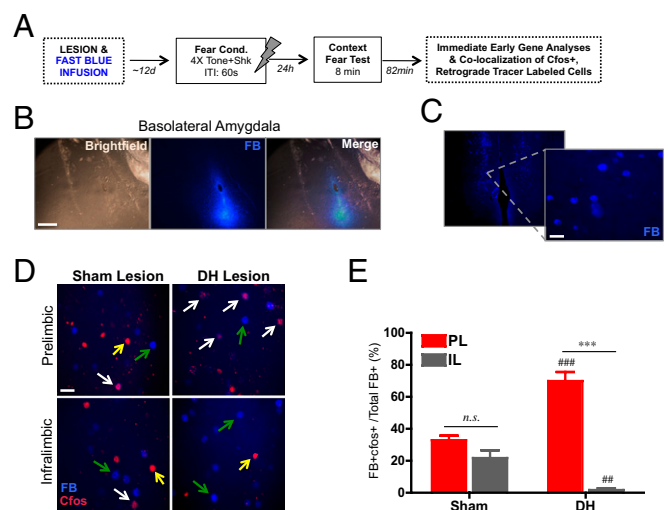 A
LESION &
FAST BLUE
INFUSION
~12d
Fear Cond.
4X Tone+Shk
ITI: 60s
24h
Context
Fear Test
8 min
82min
Immediate Early Gene Analyses
& Co-localization of Cfos+,
Retrograde Tracer Labeled Cells
B
Basolateral Amygdala
Brightfield
FB
Merge
C
FB
D
Sham Lesion
DH Lesion
Prelimbic
Infralimbic
FB
Cfos
E
FB+cfos+ /Total FB+ (%)
100
80
60
40
20
0
PL
IL
n.s.
***
###
##
Sham
DH